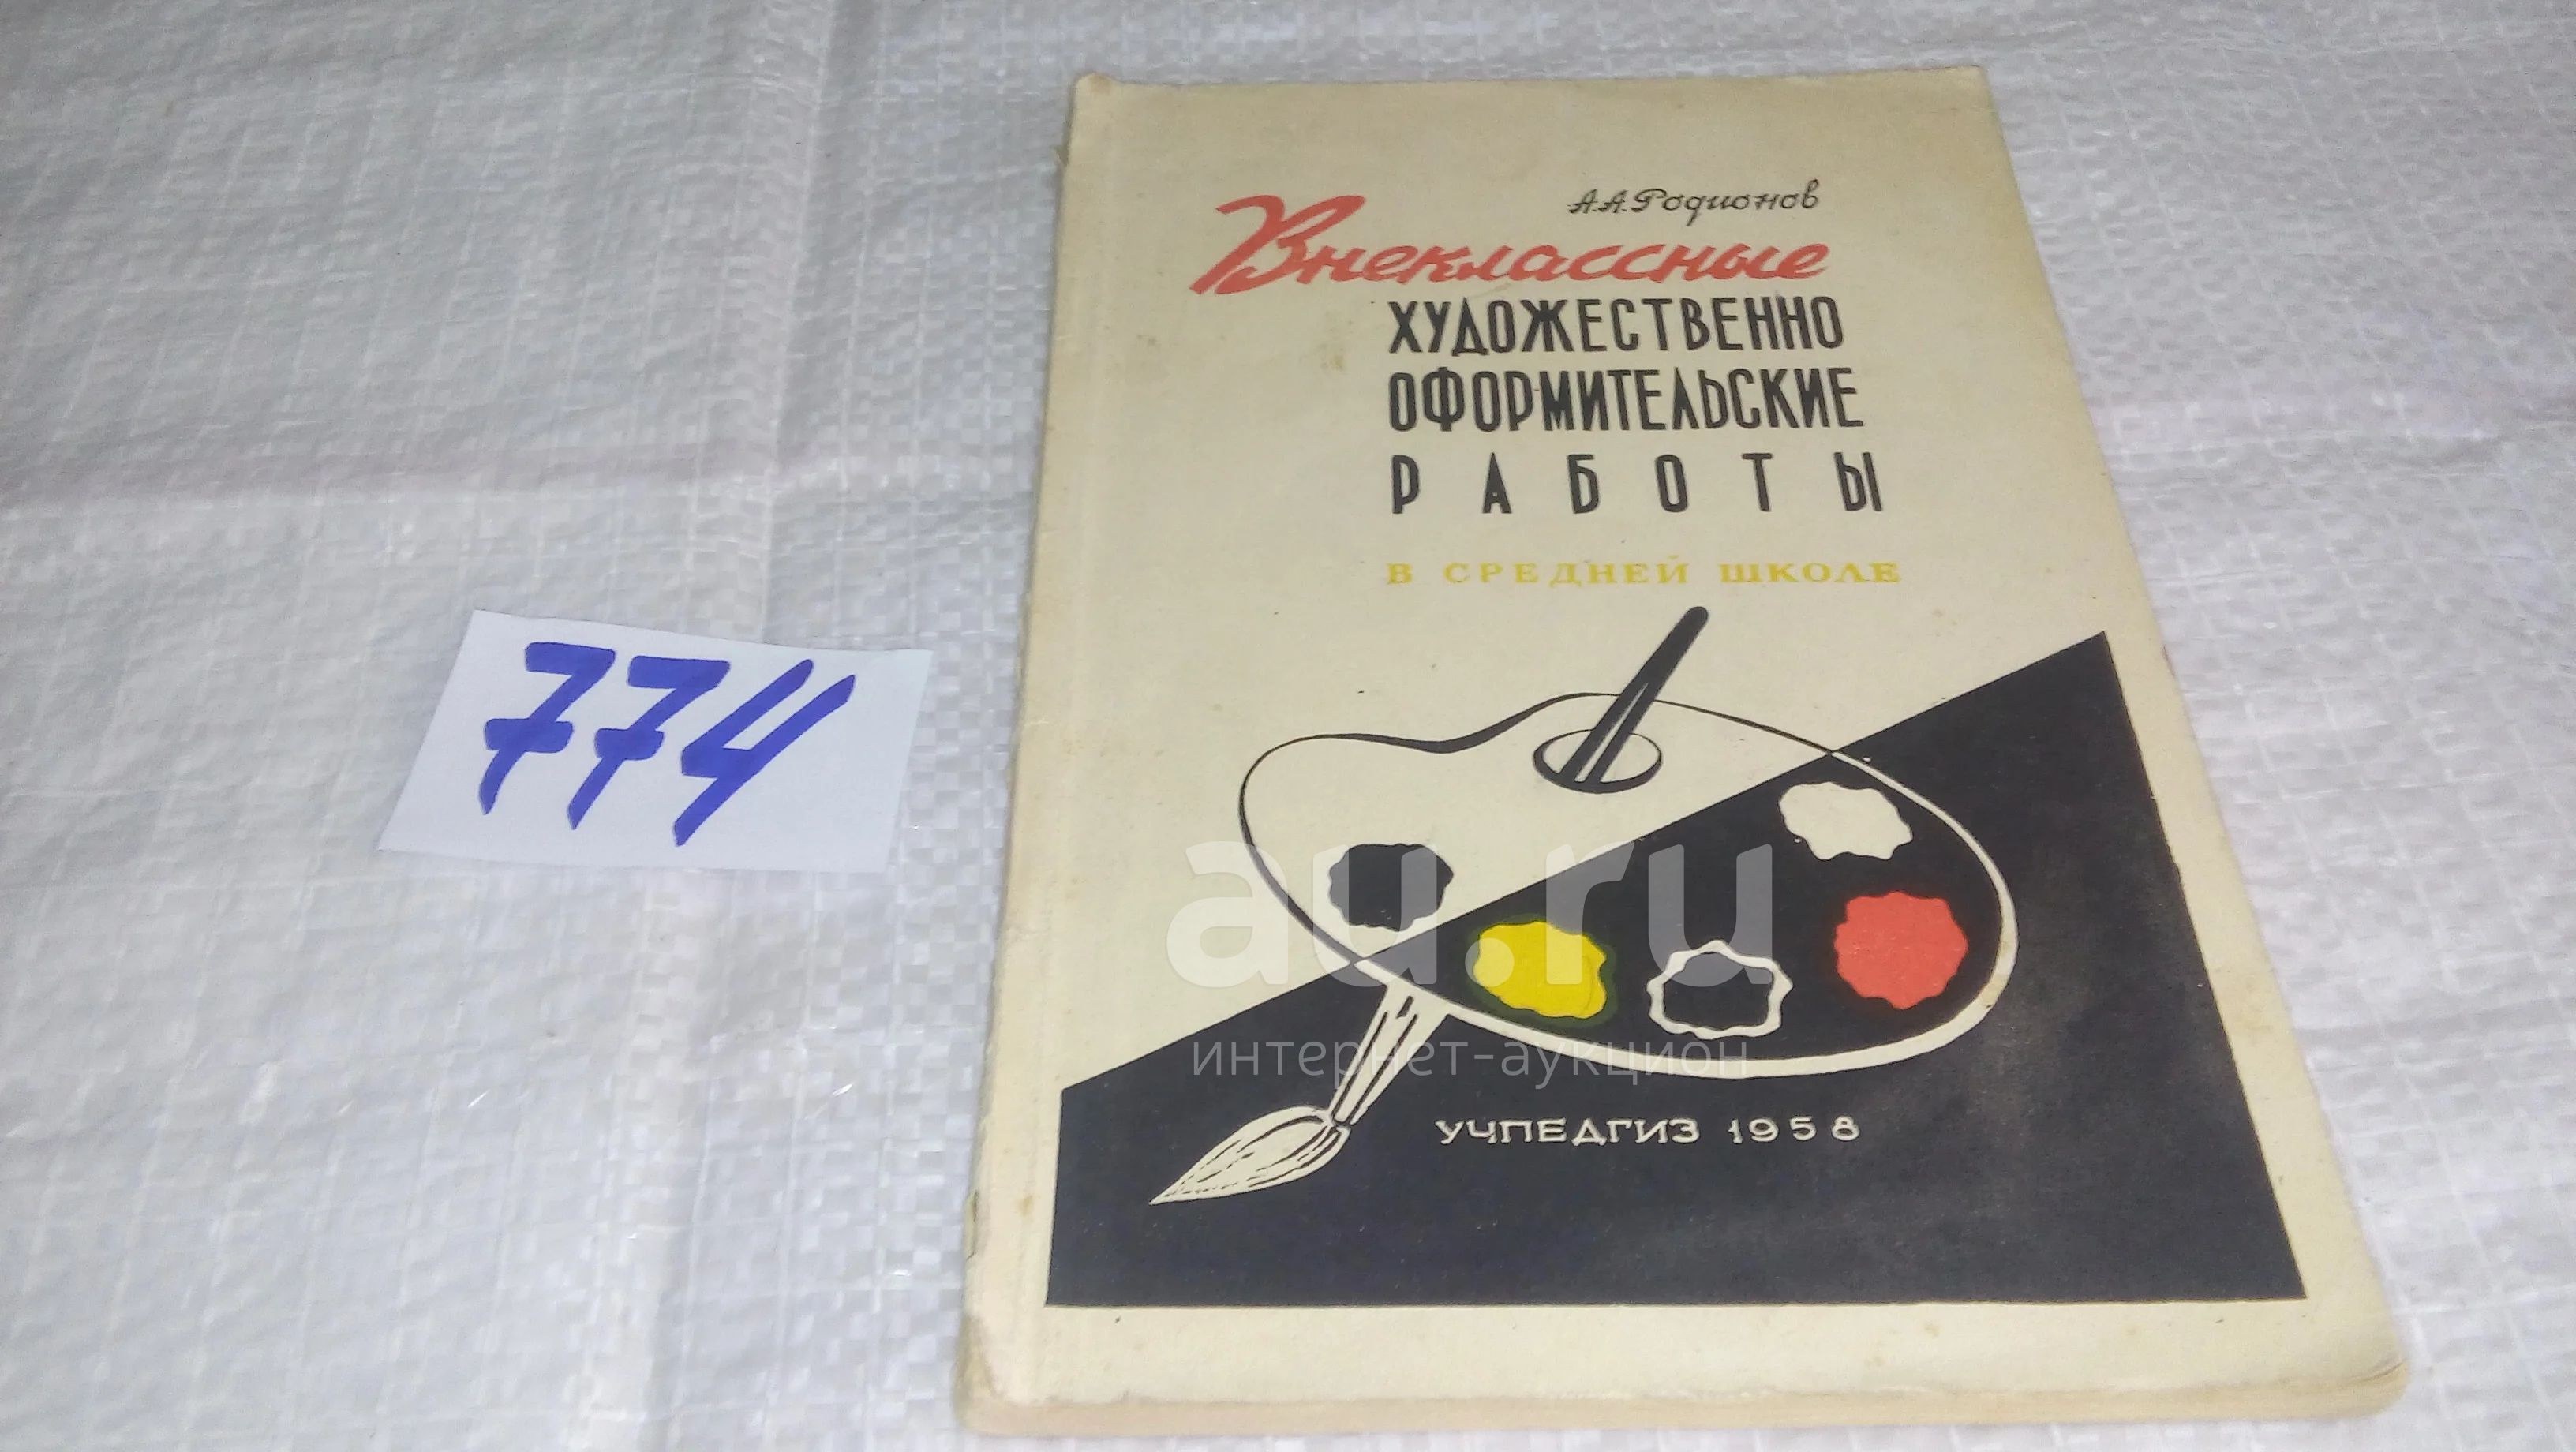 А.А.Родионов
Внеклассные
ХУДОЖЕСТВЕННО
ОФОРМИТЕЛЬСКИЕ
РАБОТЫ
В СРЕДНЕЙ ШКОЛЕ
774
au.ru
интернет-аукцион
УЧПЕДГИЗ 1958